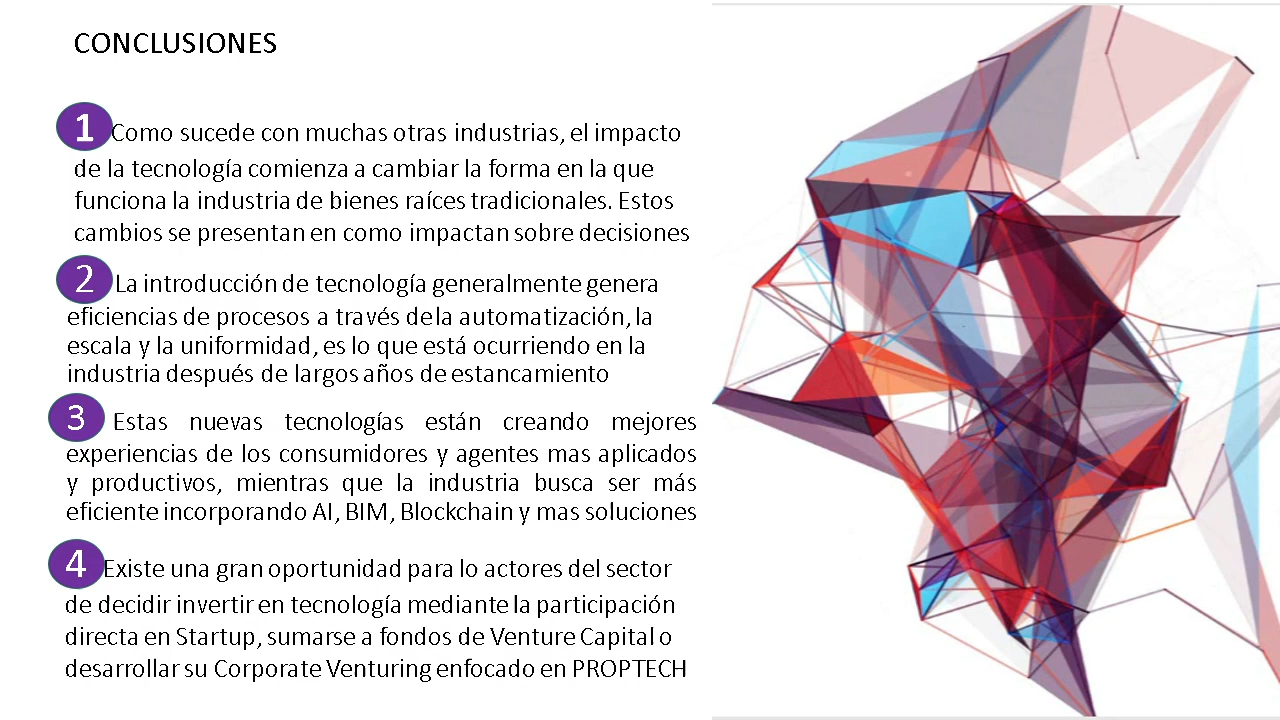 CONCLUSIONES
1 Como sucede con muchas otras industrias, el impacto
de la tecnología comienza a cambiar la forma en la que
funciona la industria de bienes raíces tradicionales. Estos
cambios se presentan en como impactan sobre decisiones
2 La introducción de tecnología generalmente genera
eficiencias de procesos a través de la automatización, la
escala y la uniformidad, es lo que está ocurriendo en la
industria después de largos años de estancamiento
3 Estas nuevas tecnologías están creando mejores
experiencias de los consumidores y agentes mas aplicados
y productivos, mientras que la industria busca ser más
eficiente incorporando AI, BIM, Blockchain y mas soluciones
4 Existe una gran oportunidad para lo actores del sector
de decidir invertir en tecnología mediante la participación
directa en Startup, sumarse a fondos de Venture Capital o
desarrollar su Corporate Venturing enfocado en PROPTECH